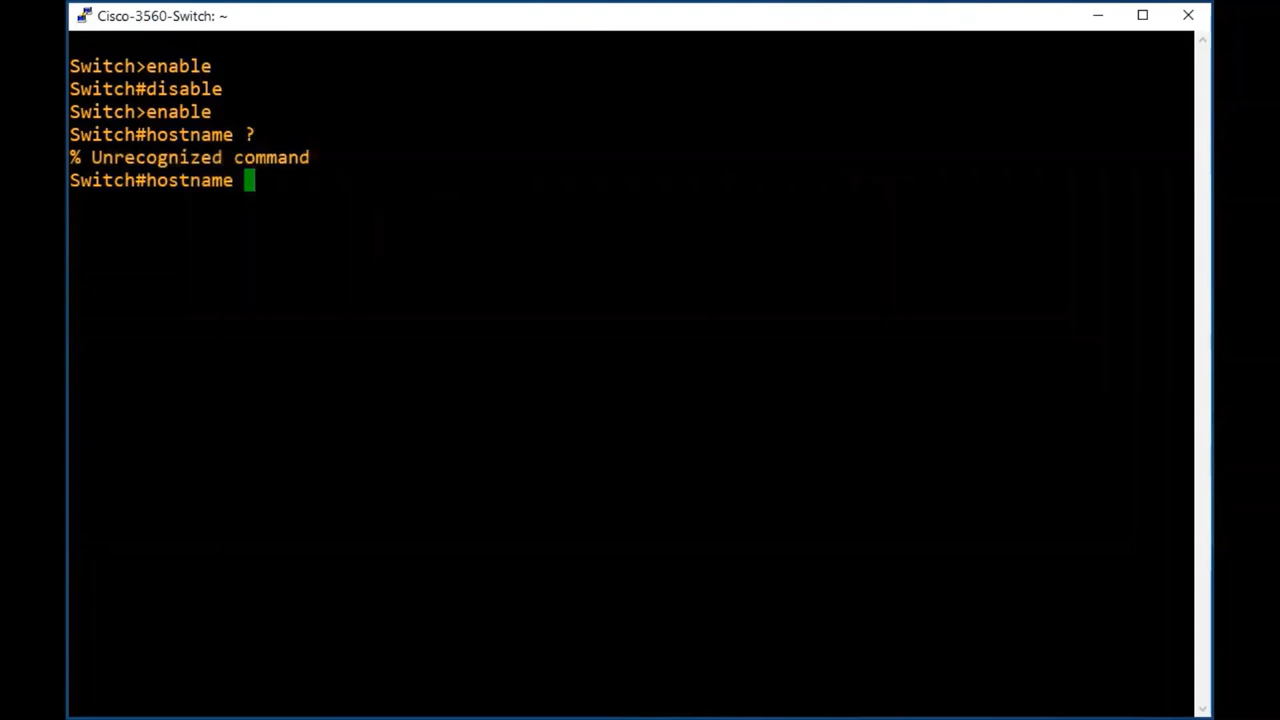 Cisco-3560-Switch: ~
Switch>enable
Switch#disable
Switch>enable
Switch#hostname ?
% Unrecognized command
Switch#hostname